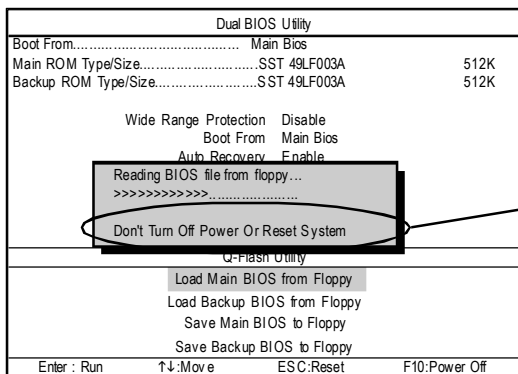 Dual BIOS Utility
Boot From...................................... Main Bios
Main ROM Type/Size...........................SST 49LF003A 512K
Backup ROM Type/Size.......................SST 49LF003A 512K
Wide Range Protection Disable
Boot From Main Bios
Auto Recovery Enable
Reading BIOS file from floppy...
>>>>>>>>>>>>.......................
Don't Turn Off Power Or Reset System
Q-Flash Utility
Load Main BIOS from Floppy
Load Backup BIOS from Floppy
Save Main BIOS to Floppy
Save Backup BIOS to Floppy
Enter : Run ↑↓:Move ESC:Reset F10:Power Off